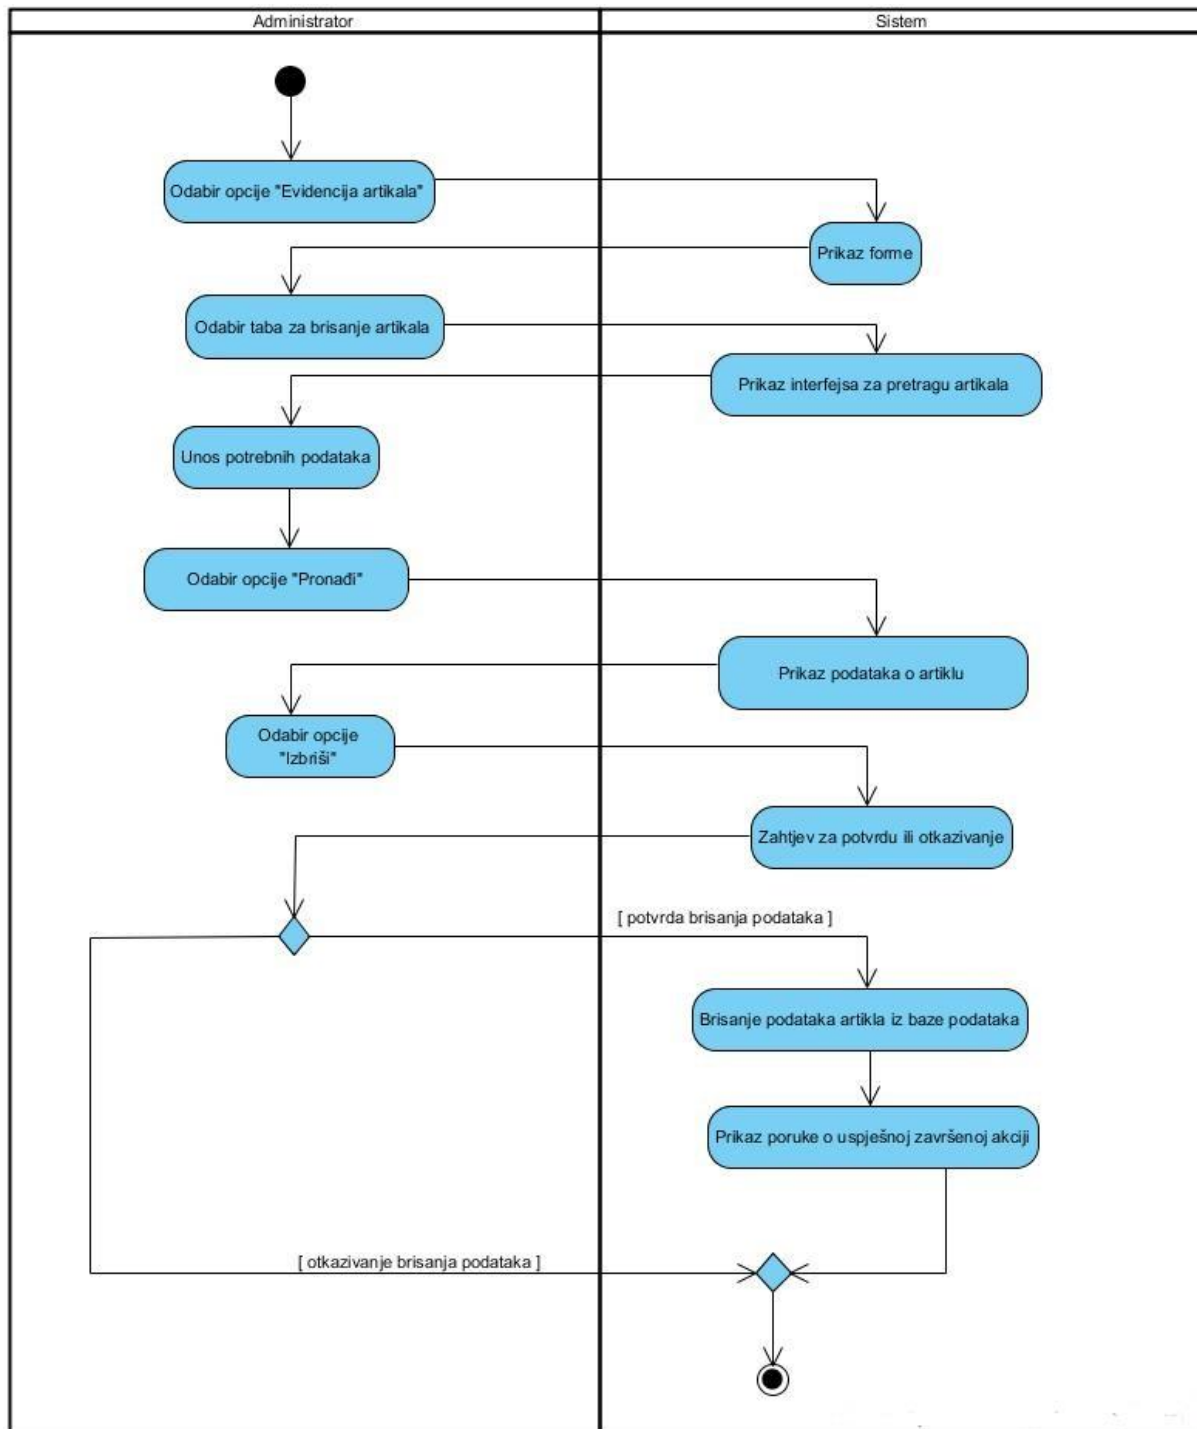 Administrator
Sistem
Odabir opcije "Evidencija artikala"
Prikaz forme
Odabir taba za brisanje artikala
Prikaz interfejsa za pretragu artikala
Unos potrebnih podataka
Odabir opcije "Pronađi"
Prikaz podataka o artiklu
Odabir opcije
"Izbriši"
Zahtjev za potvrdu ili otkazivanje
[ potvrda brisanja podataka ]
Brisanje podataka artikla iz baze podataka
Prikaz poruke o uspješnoj završenoj akciji
[ otkazivanje brisanja podataka ]